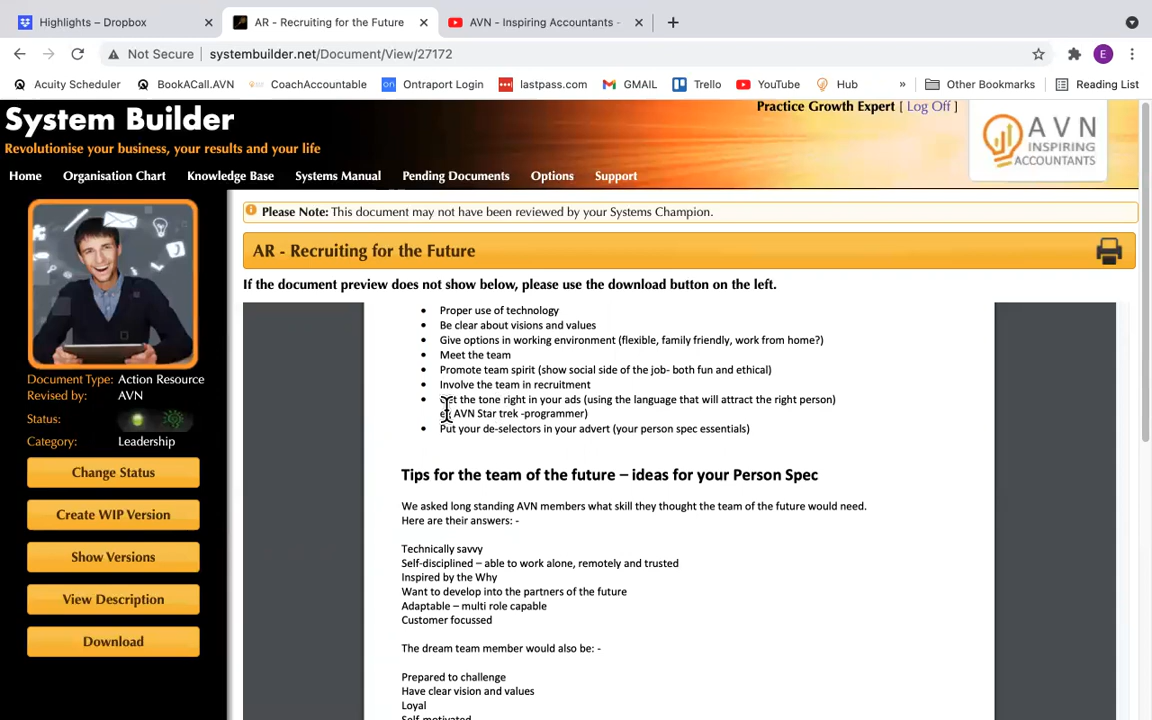 Highlights – Dropbox
AR - Recruiting for the Future
AVN - Inspiring Accountants -
Not Secure
systembuilder.net/Document/View/27172
E
Acuity Scheduler
BookACall.AVN
CoachAccountable
Ontraport Login
lastpass.com
GMAIL
Trello
YouTube
Hub
»
Other Bookmarks
Reading List
System Builder
Revolutionise your business, your results and your life
Practice Growth Expert [ Log Off ]
AVN
INSPIRING
ACCOUNTANTS
Home
Organisation Chart
Knowledge Base
Systems Manual
Pending Documents
Options
Support
Please Note: This document may not have been reviewed by your Systems Champion.
AR - Recruiting for the Future
If the document preview does not show below, please use the download button on the left.
Document Type: Action Resource
Revised by: AVN
Status:
Category: Leadership
Change Status
Create WIP Version
Show Versions
View Description
Download
• Proper use of technology
• Be clear about visions and values
• Give options in working environment (flexible, family friendly, work from home?)
• Meet the team
• Promote team spirit (show social side of the job- both fun and ethical)
• Involve the team in recruitment
• the tone right in your ads (using the language that will attract the right person)
AVN Star trek -programmer)
• Put your de-selectors in your advert (your person spec essentials)
Tips for the team of the future – ideas for your Person Spec
We asked long standing AVN members what skill they thought the team of the future would need.
Here are their answers: -
Technically savvy
Self-disciplined – able to work alone, remotely and trusted
Inspired by the Why
Want to develop into the partners of the future
Adaptable – multi role capable
Customer focussed
The dream team member would also be: -
Prepared to challenge
Have clear vision and values
Loyal
Self-motivated